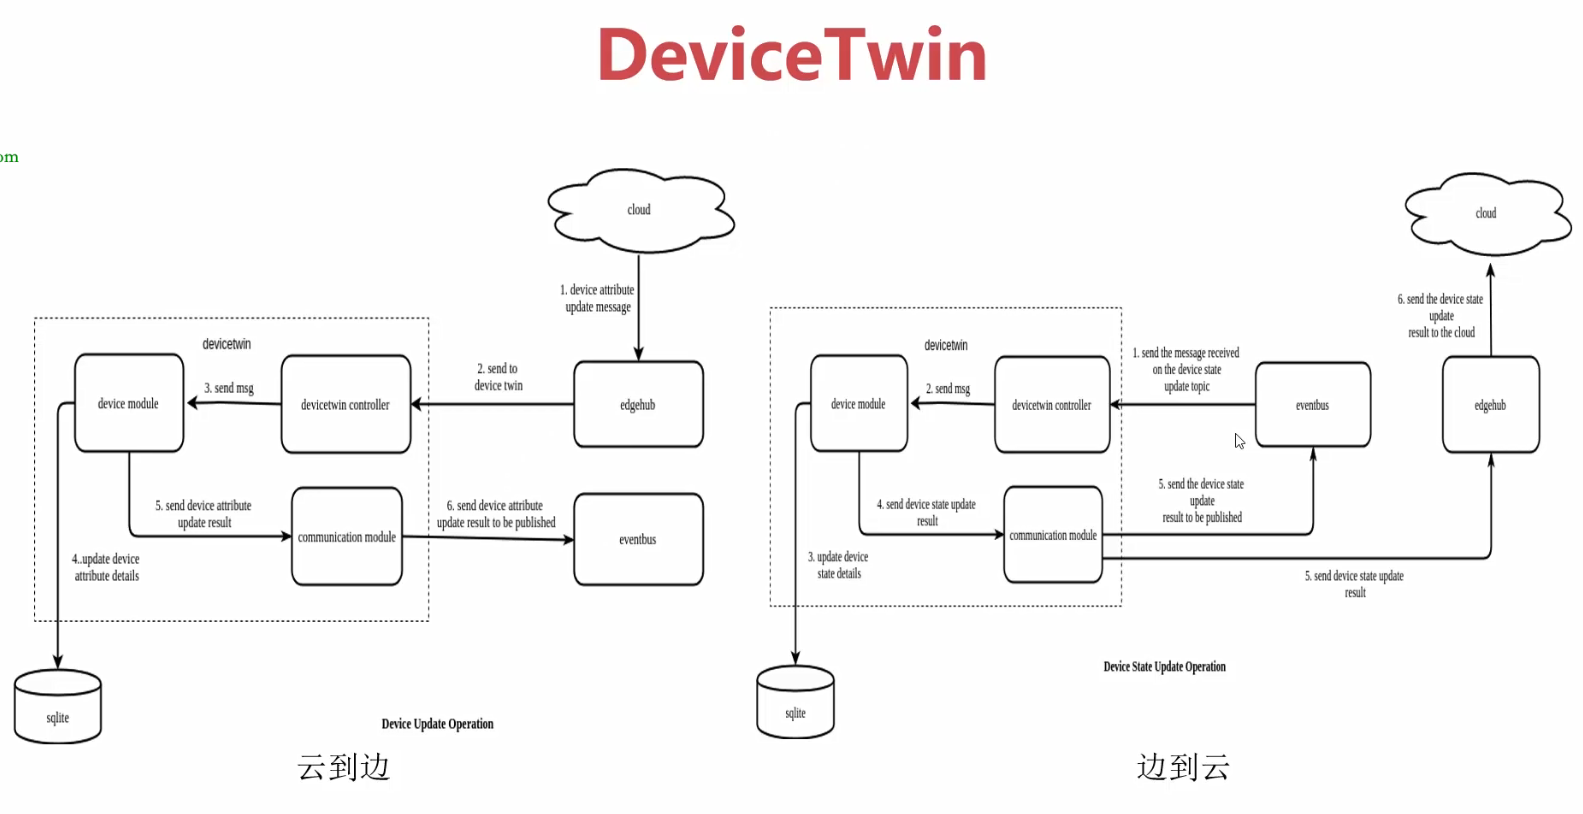 DeviceTwin
om
cloud
1. device attribute
update message
devicetwin
device module
3. send msg
devicetwin controller
2. send to
device twin
edgehub
5. send device attribute
update result
communication module
6. send device attribute
update result to be published
eventbus
4..update device
attribute details
sqlite
Device Update Operation
云到边
cloud
6. send the device state
update
result to the cloud
devicetwin
device module
2. send msg
devicetwin controller
1. send the message received
on the device state
update topic
eventbus
edgehub
4. send device state update
result
communication module
5. send the device state
update
result to be published
5. send device state update
result
3. update device
state details
sqlite
Device State Update Operation
边到云